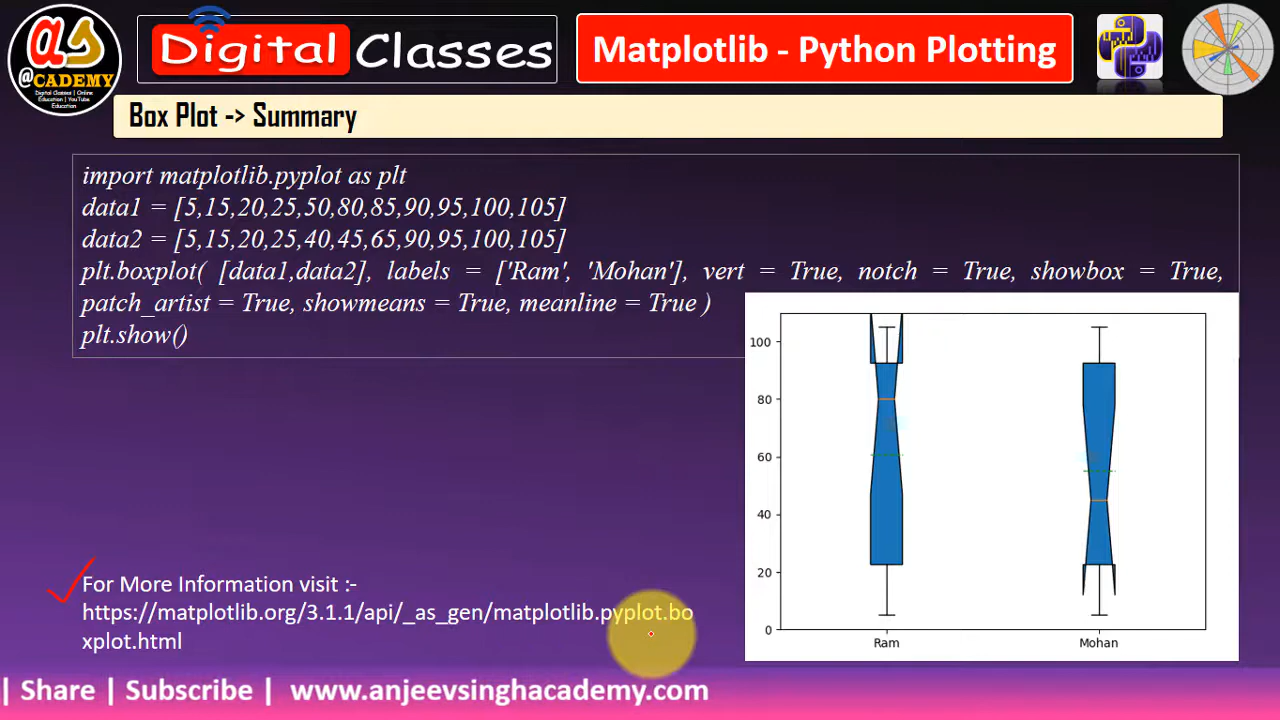 as
@CADEMY
Digital Classes | Online
Education | YouTube
Education
Digital Classes
Matplotlib - Python Plotting
Box Plot -> Summary
import matplotlib.pyplot as plt
data1 = [5,15,20,25,50,80,85,90,95,100,105]
data2 = [5,15,20,25,40,45,65,90,95,100,105]
plt.boxplot( [data1,data2], labels = ['Ram', 'Mohan'], vert = True, notch = True, showbox = True,
patch_artist = True, showmeans = True, meanline = True )
plt.show()
100
80
60
40
20
0
Ram Mohan
For More Information visit :-
https://matplotlib.org/3.1.1/api/_as_gen/matplotlib.pyplot.bo
xplot.html
| Share | Subscribe | www.anjeevsinghacademy.com